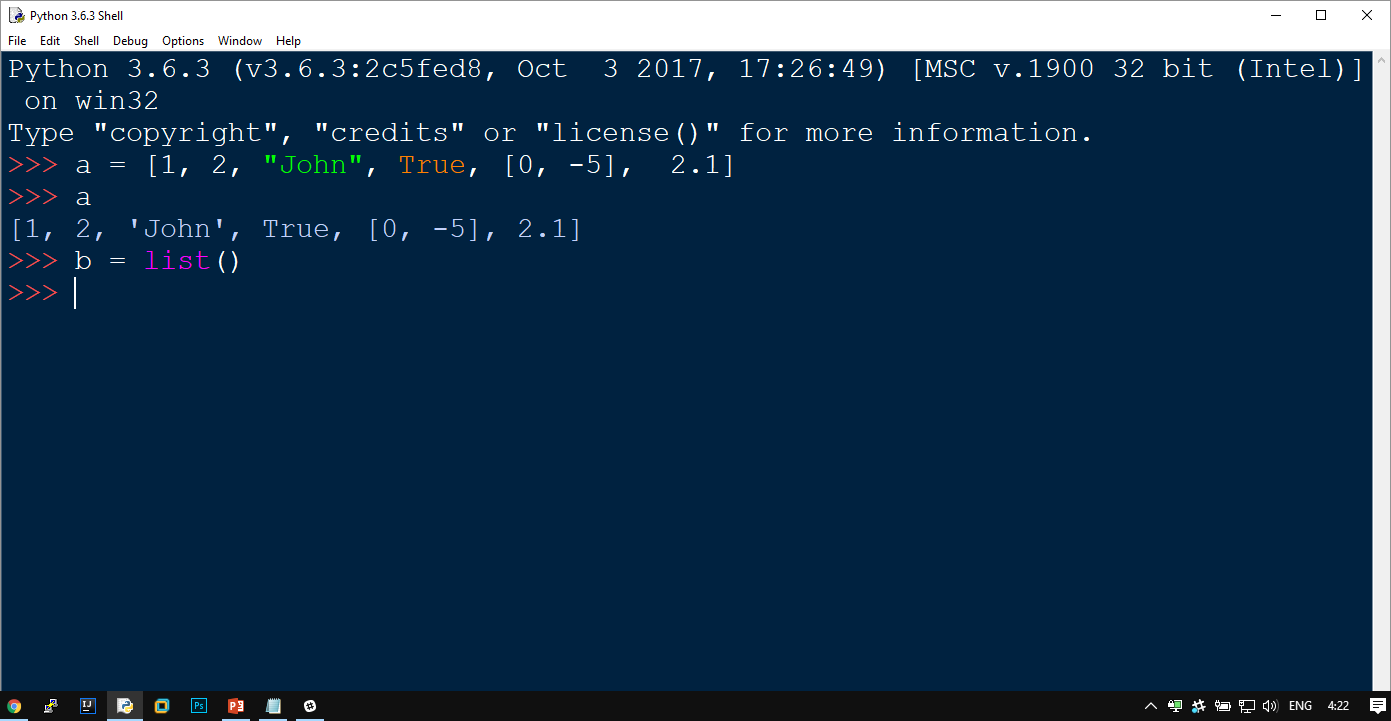 Python 3.6.3 Shell
File Edit Shell Debug Options Window Help
Python 3.6.3 (v3.6.3:2c5fed8, Oct  3 2017, 17:26:49) [MSC v.1900 32 bit (Intel)]
 on win32
Type "copyright", "credits" or "license()" for more information.
>>> a = [1, 2, "John", True, [0, -5],  2.1]
>>> a
[1, 2, 'John', True, [0, -5], 2.1]
>>> b = list()
>>>
IJ Ps P ENG 4:22